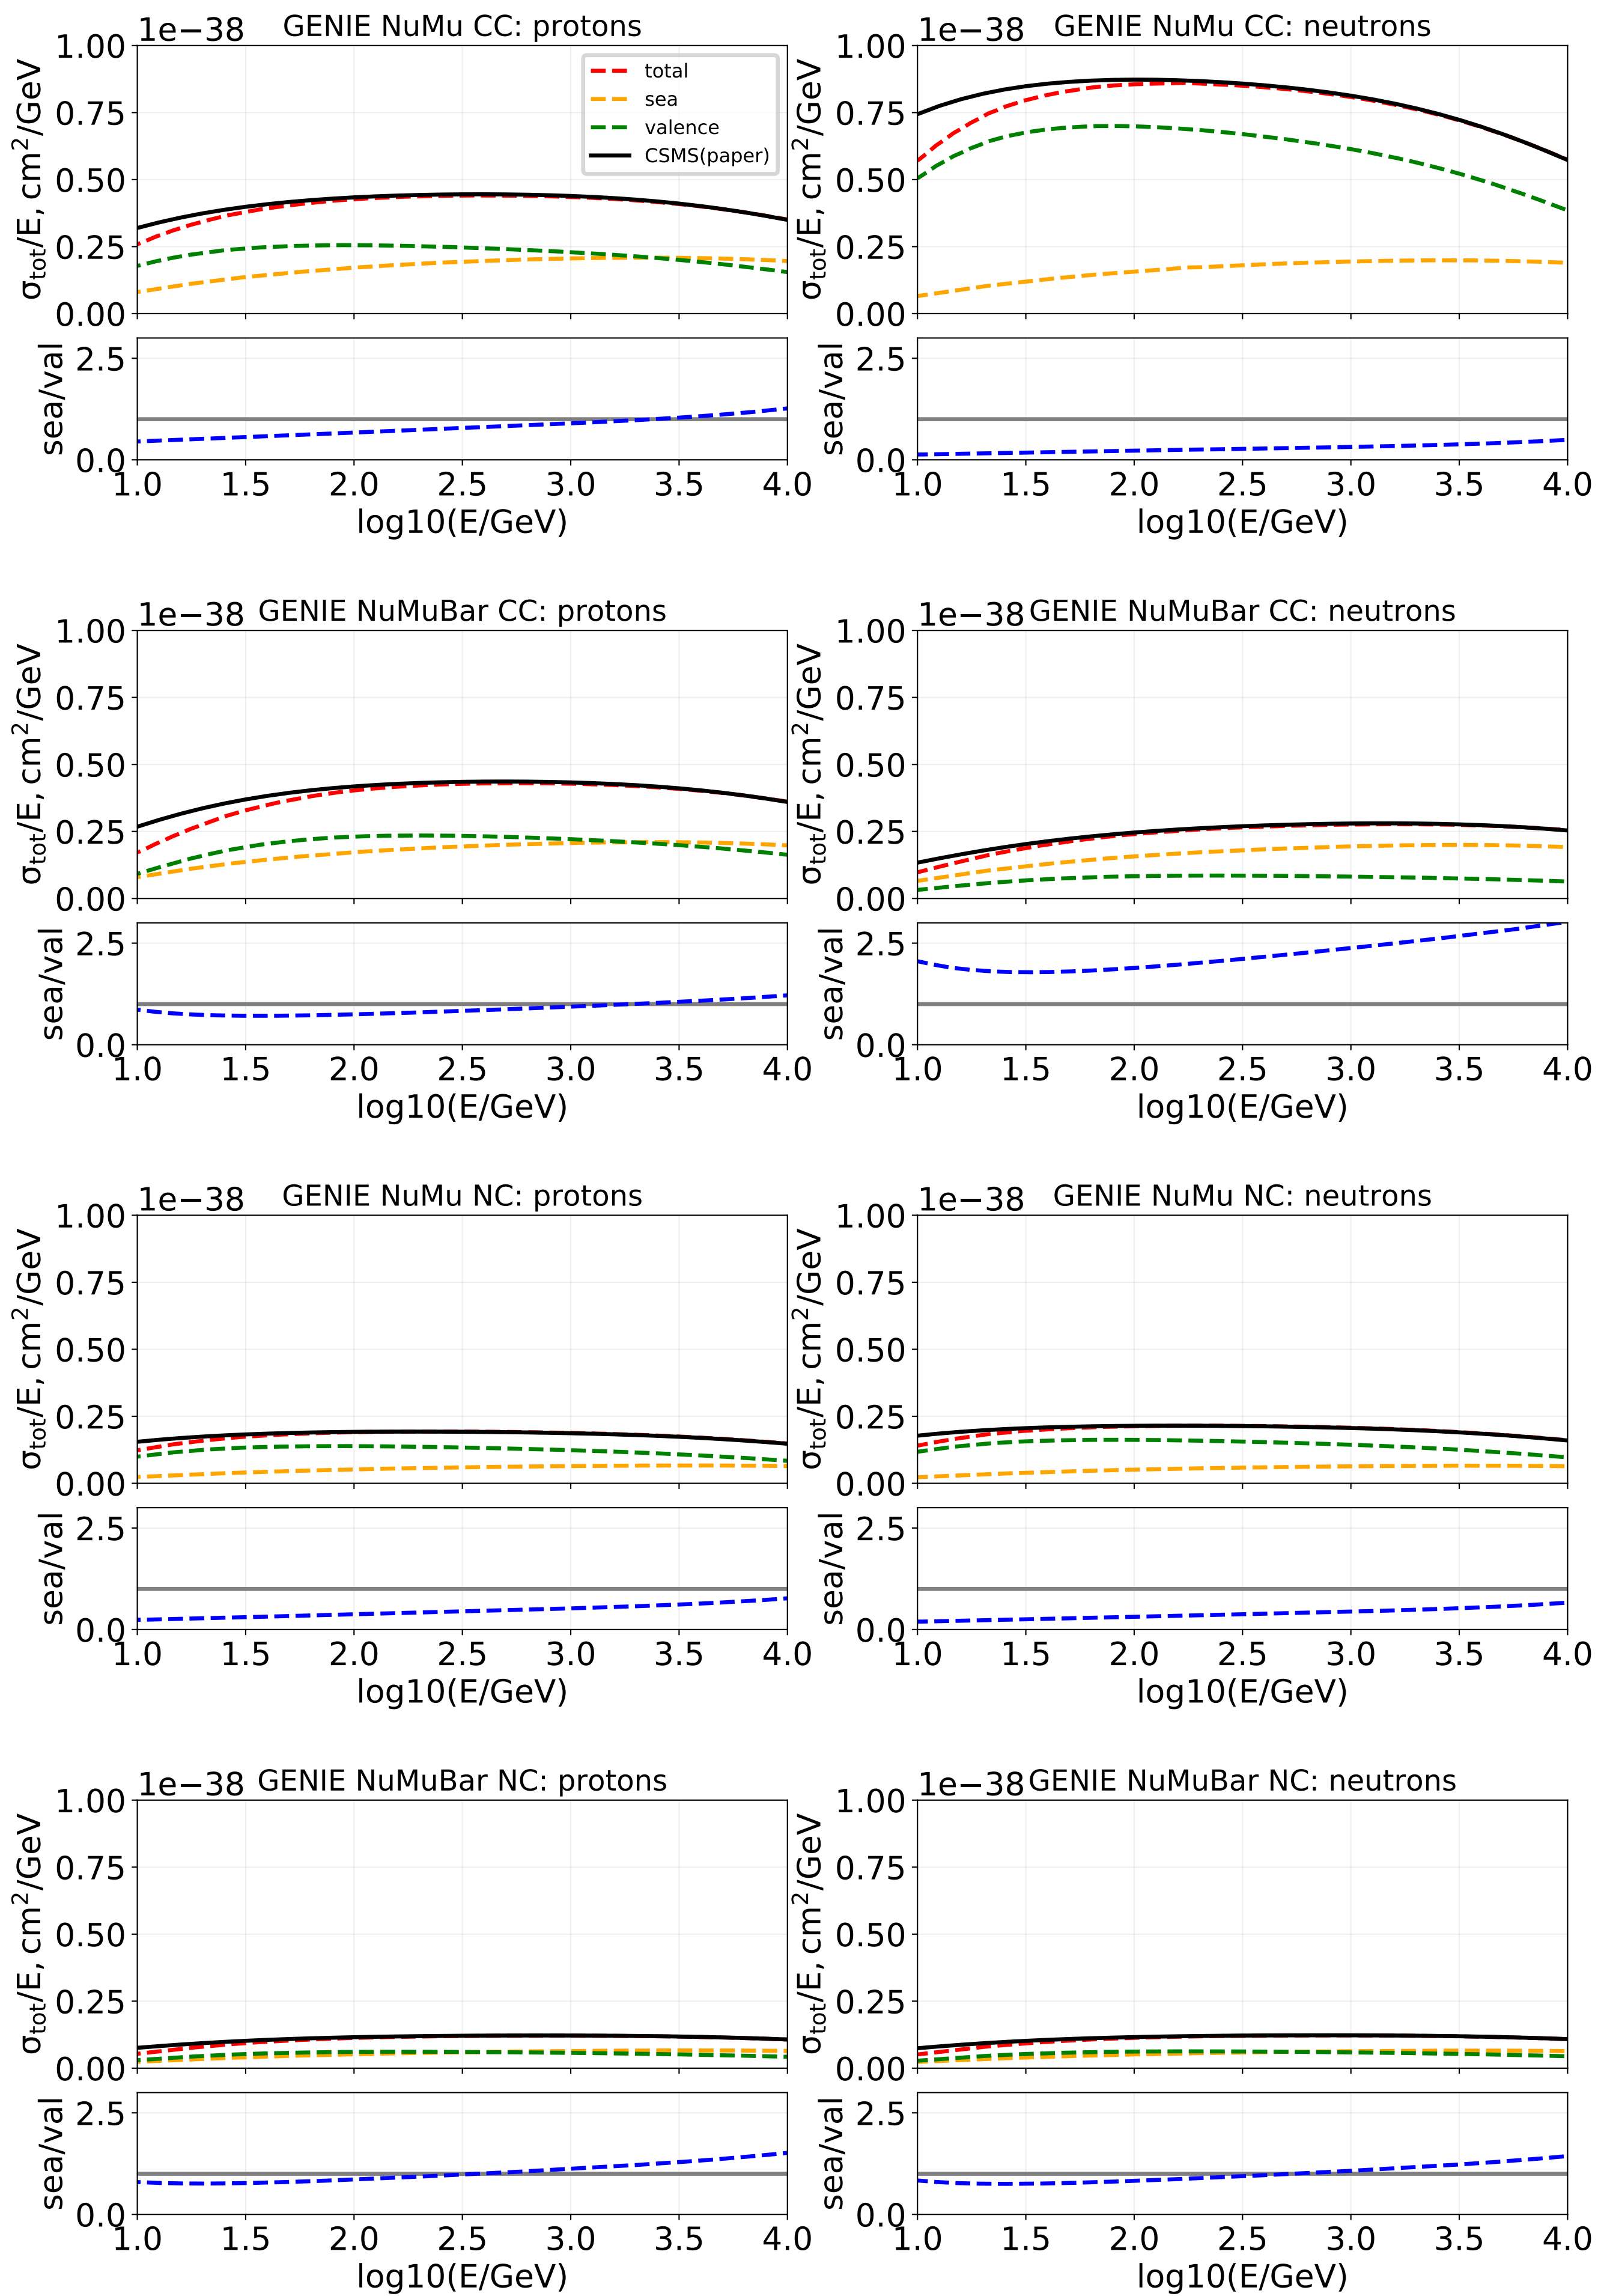 1e−38 GENIE NuMu CC: protons
1.00
0.75
0.50
0.25
0.00
σtot/E, cm²/GeV
total
sea
valence
CSMS(paper)
2.5
0.0
sea/val
1.0 1.5 2.0 2.5 3.0 3.5 4.0
log10(E/GeV)
1e−38 GENIE NuMu CC: neutrons
1.00
0.75
0.50
0.25
0.00
σtot/E, cm²/GeV
2.5
0.0
sea/val
1.0 1.5 2.0 2.5 3.0 3.5 4.0
log10(E/GeV)
1e−38 GENIE NuMuBar CC: protons
1.00
0.75
0.50
0.25
0.00
σtot/E, cm²/GeV
2.5
0.0
sea/val
1.0 1.5 2.0 2.5 3.0 3.5 4.0
log10(E/GeV)
1e−38 GENIE NuMuBar CC: neutrons
1.00
0.75
0.50
0.25
0.00
σtot/E, cm²/GeV
2.5
0.0
sea/val
1.0 1.5 2.0 2.5 3.0 3.5 4.0
log10(E/GeV)
1e−38 GENIE NuMu NC: protons
1.00
0.75
0.50
0.25
0.00
σtot/E, cm²/GeV
2.5
0.0
sea/val
1.0 1.5 2.0 2.5 3.0 3.5 4.0
log10(E/GeV)
1e−38 GENIE NuMu NC: neutrons
1.00
0.75
0.50
0.25
0.00
σtot/E, cm²/GeV
2.5
0.0
sea/val
1.0 1.5 2.0 2.5 3.0 3.5 4.0
log10(E/GeV)
1e−38 GENIE NuMuBar NC: protons
1.00
0.75
0.50
0.25
0.00
σtot/E, cm²/GeV
2.5
0.0
sea/val
1.0 1.5 2.0 2.5 3.0 3.5 4.0
log10(E/GeV)
1e−38 GENIE NuMuBar NC: neutrons
1.00
0.75
0.50
0.25
0.00
σtot/E, cm²/GeV
2.5
0.0
sea/val
1.0 1.5 2.0 2.5 3.0 3.5 4.0
log10(E/GeV)